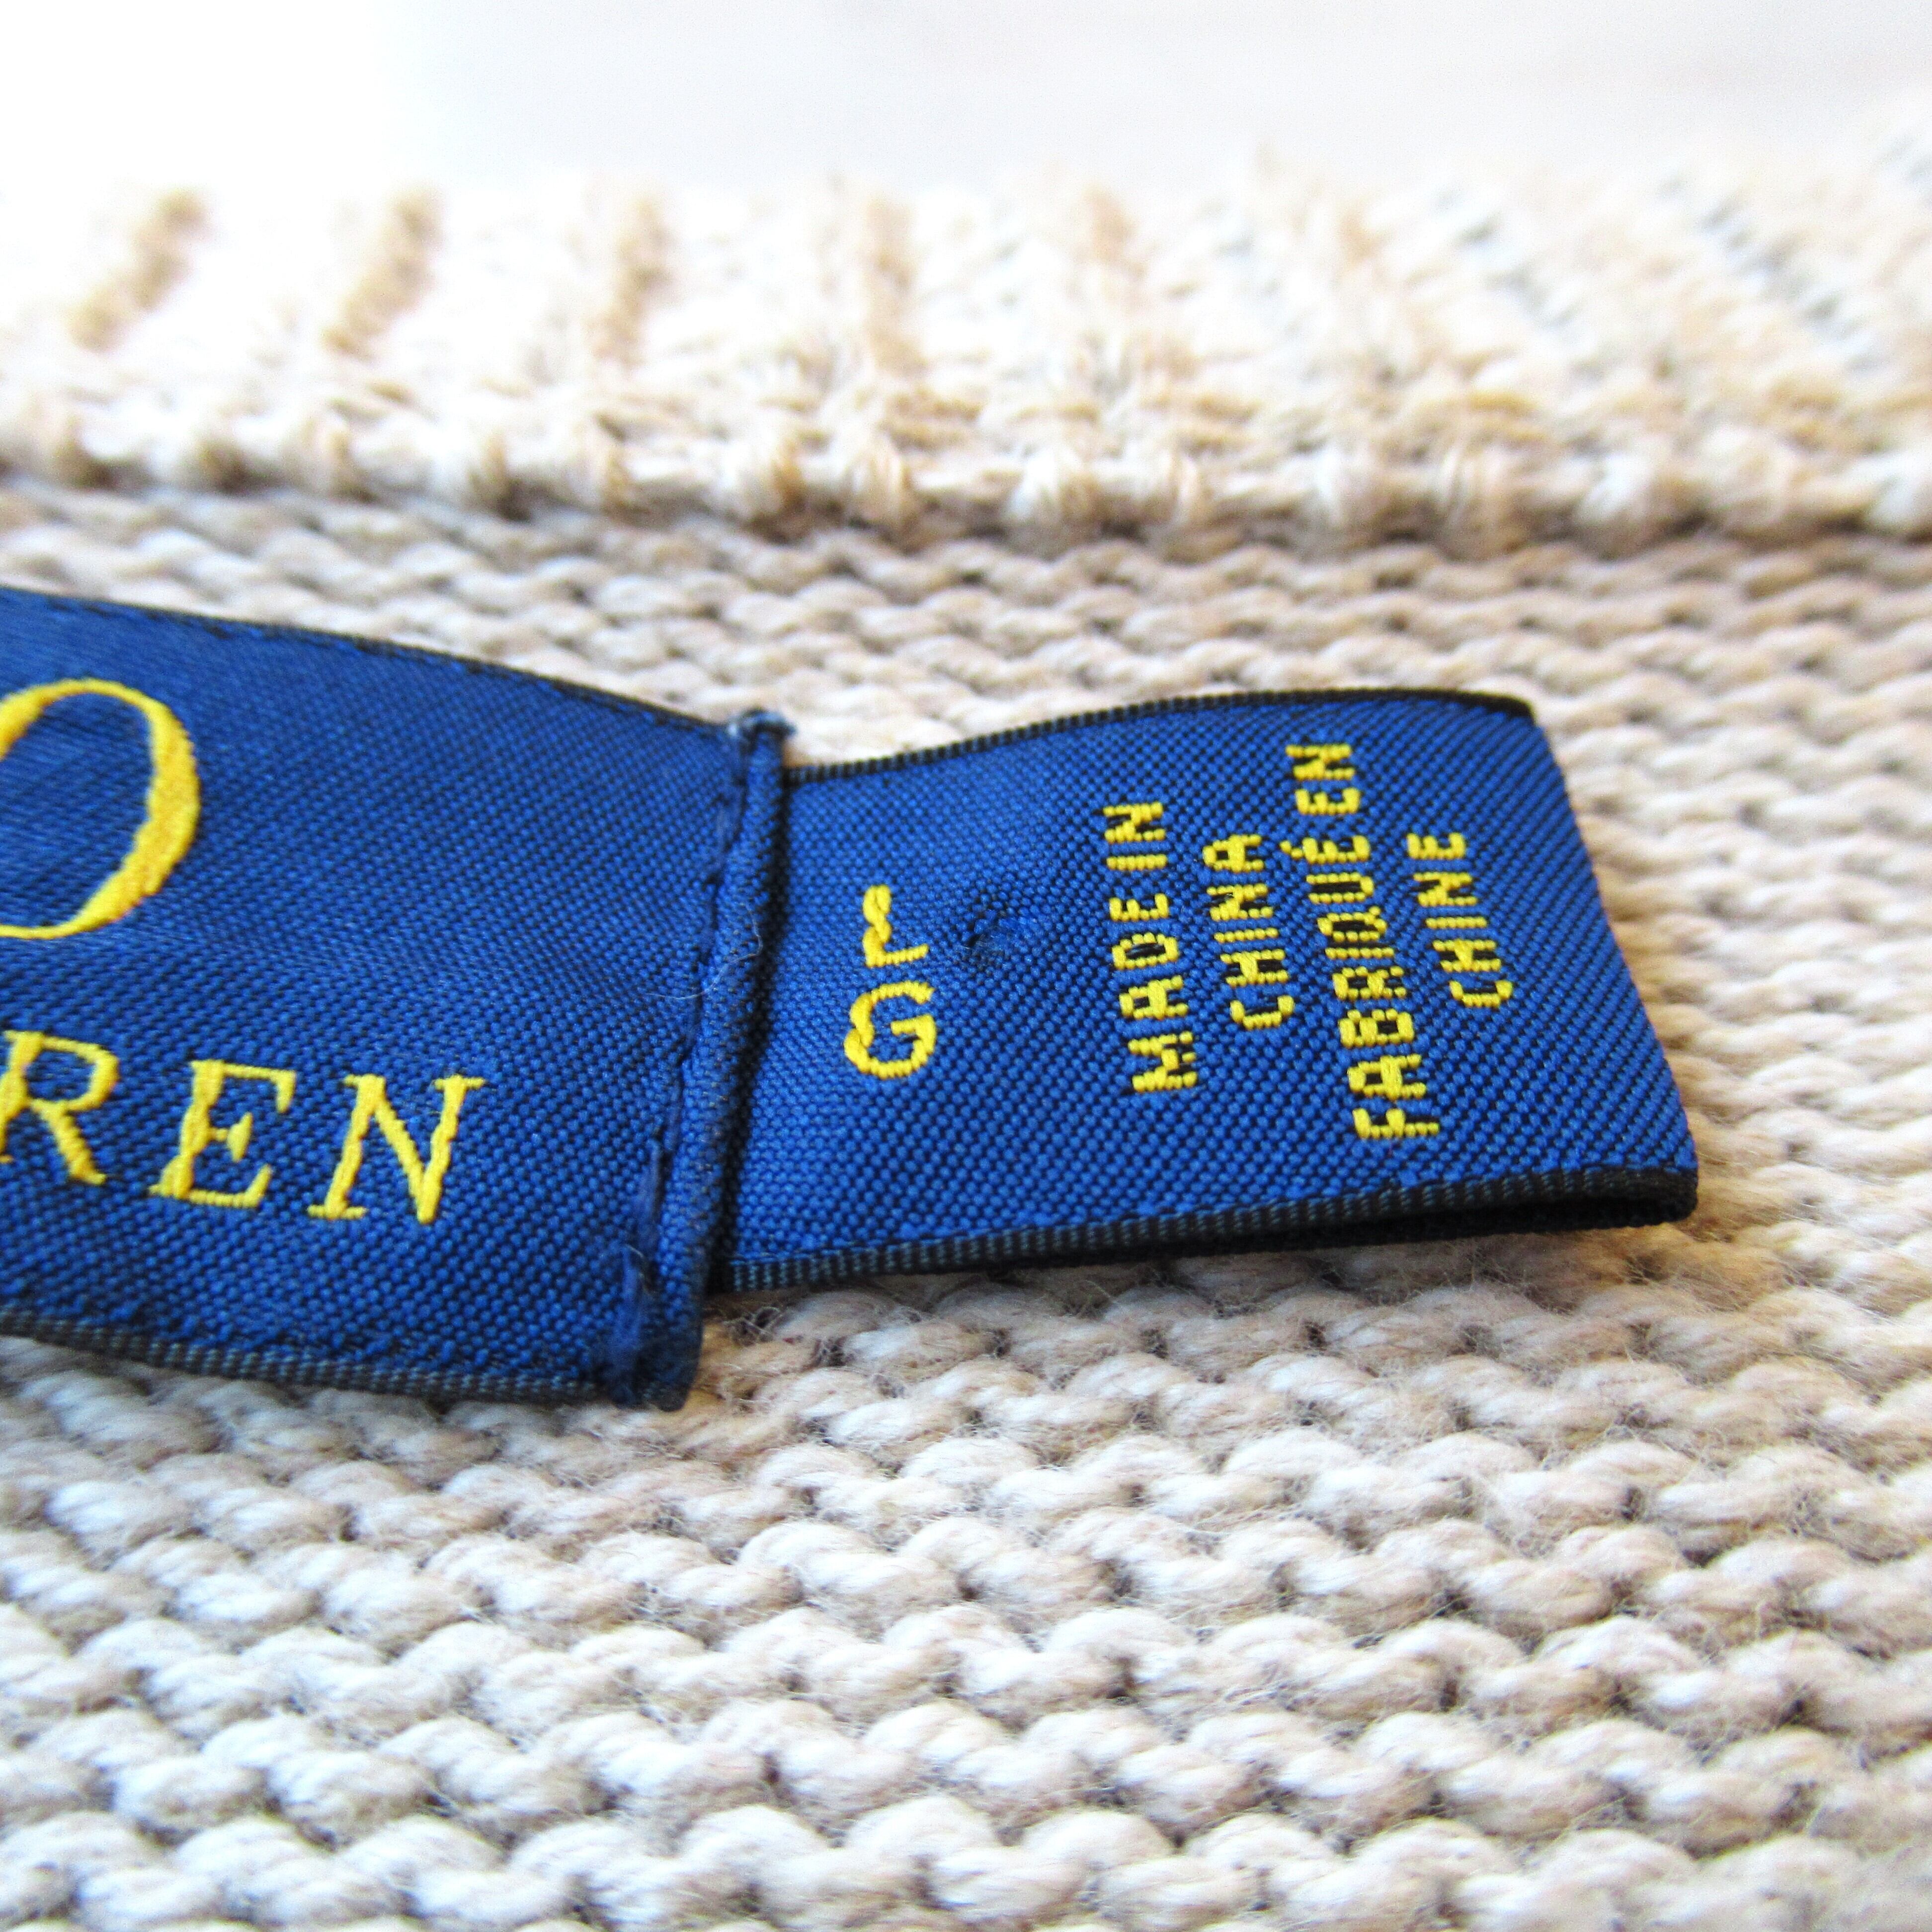 O
REN
L
G
MADE IN
CHINA
FABRIQUÉ EN
CHINE